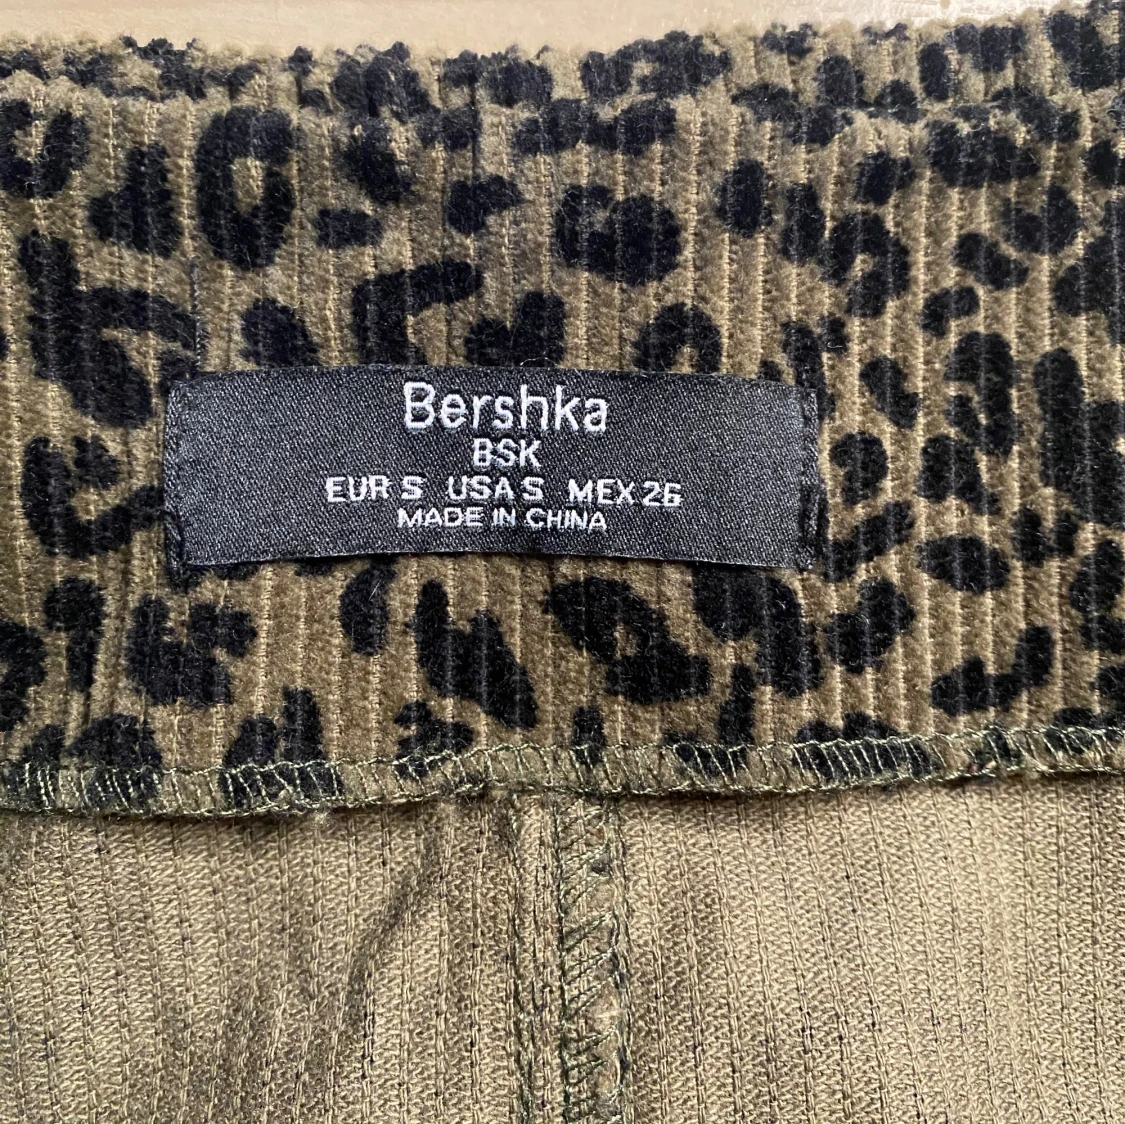 Bershka
BSK
EUR S USA S MEX 26
MADE IN CHINA